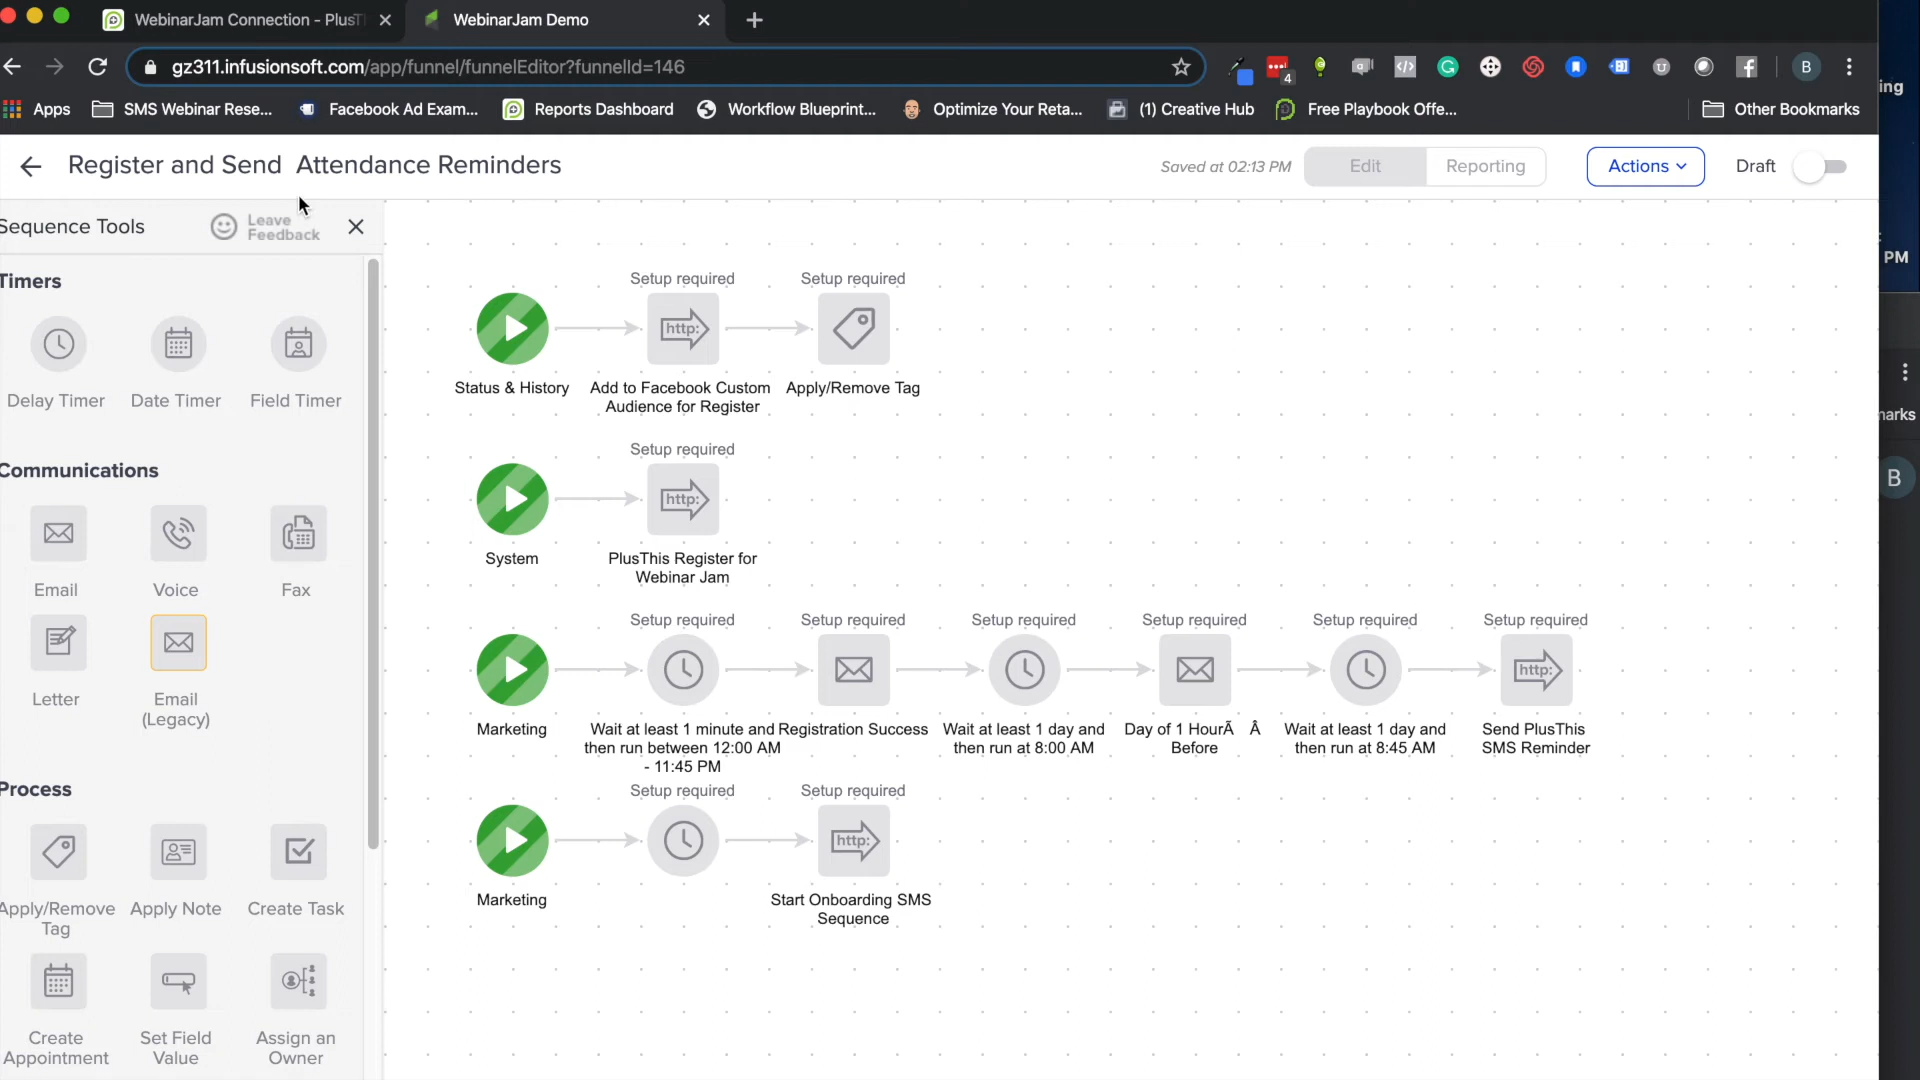 WebinarJam Connection - PlusT
WebinarJam Demo
gz311.infusionsoft.com/app/funnel/funnelEditor?funnelId=146
4
B
Apps
SMS Webinar Rese...
Facebook Ad Exam...
Reports Dashboard
Workflow Blueprint...
Optimize Your Reta...
(1) Creative Hub
Free Playbook Offe...
Other Bookmarks
ing
Register and Send  Attendance Reminders
Saved at 02:13 PM
Edit
Reporting
Actions
Draft
PM
arks
B
Sequence Tools
Leave
Feedback
Timers
Delay Timer
Date Timer
Field Timer
Communications
Email
Voice
Fax
Letter
Email
(Legacy)
Process
Apply/Remove
Tag
Apply Note
Create Task
Create
Appointment
Set Field
Value
Assign an
Owner
Setup required
Setup required
http:
Status & History
Add to Facebook Custom
Audience for Register
Apply/Remove Tag
Setup required
http:
System
PlusThis Register for
Webinar Jam
Setup required
Setup required
Setup required
Setup required
Setup required
Setup required
http:
Marketing
Wait at least 1 minute and
then run between 12:00 AM
- 11:45 PM
Registration Success
Wait at least 1 day and
then run at 8:00 AM
Day of 1 HourÃ Â
Before
Wait at least 1 day and
then run at 8:45 AM
Send PlusThis
SMS Reminder
Setup required
Setup required
http:
Marketing
Start Onboarding SMS
Sequence